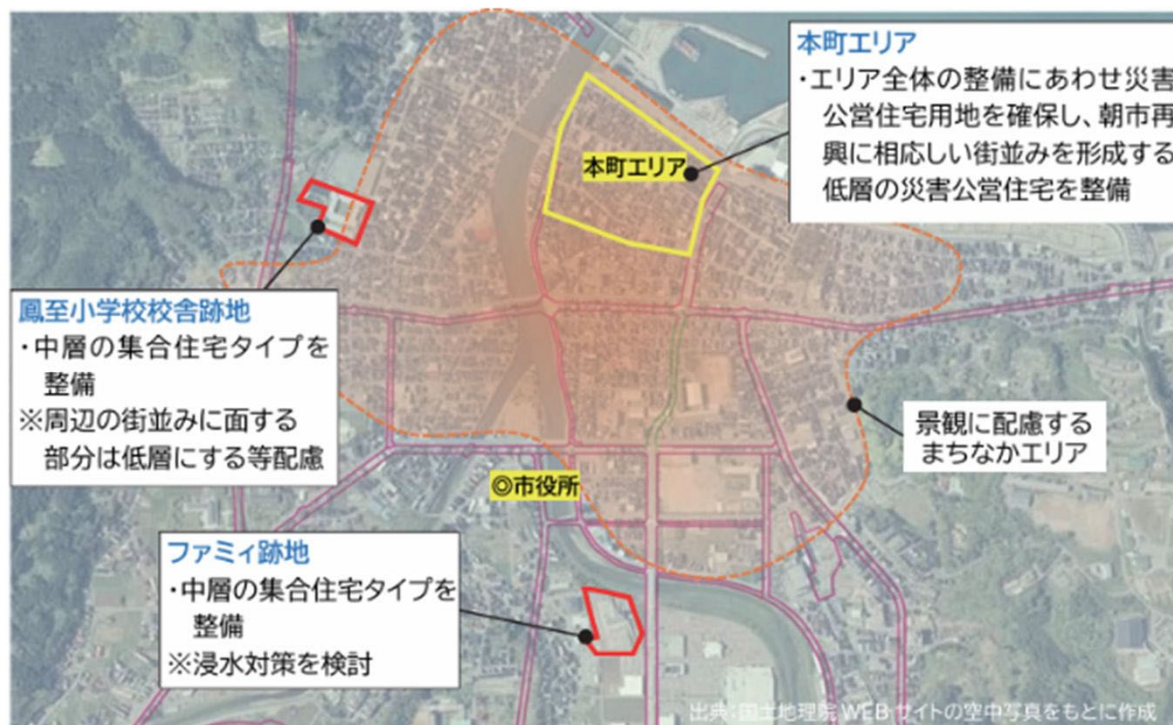 本町エリア
・エリア全体の整備にあわせ災害
公営住宅用地を確保し、朝市再
興に相応しい街並みを形成する
低層の災害公営住宅を整備
本町エリア
鳳至小学校校舎跡地
・中層の集合住宅タイプを
整備
※周辺の街並みに面する
部分は低層にする等配慮
景観に配慮する
まちなかエリア
◎市役所
ファミィ跡地
・中層の集合住宅タイプを
整備
※浸水対策を検討
出典:国土地理院WEBサイトの空中写真をもとに作成